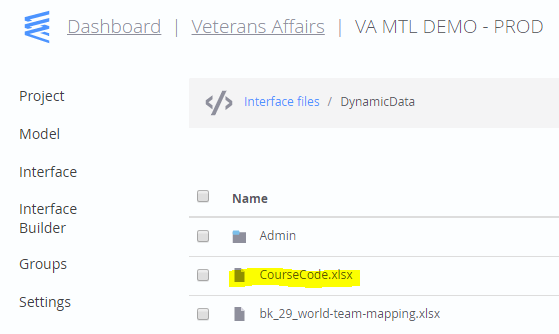 Dashboard | Veterans Affairs | VA MTL DEMO - PROD
Project
Model
Interface
Interface
Builder
Groups
Settings
Interface files / DynamicData
Name
Admin
CourseCode.xlsx
bk_29_world-team-mapping.xlsx